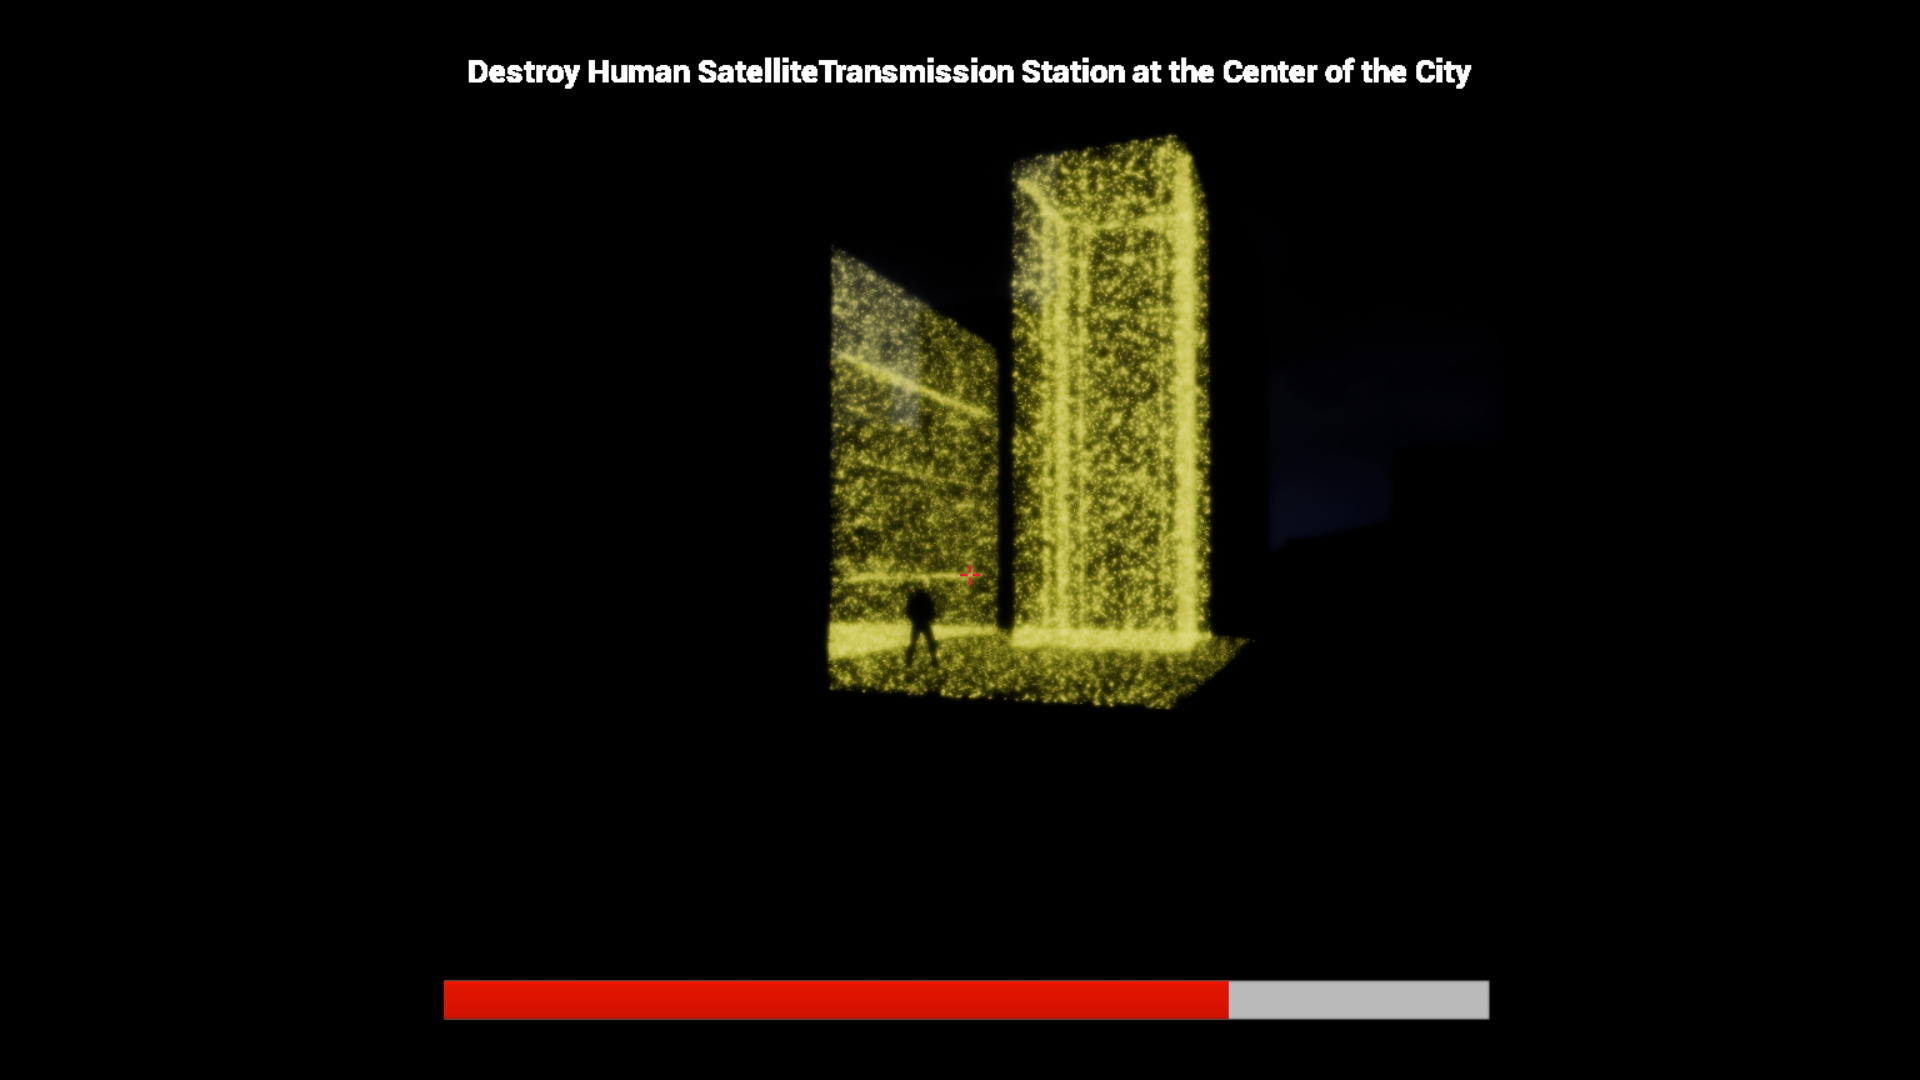 Destroy Human SatelliteTransmission Station at the Center of the City